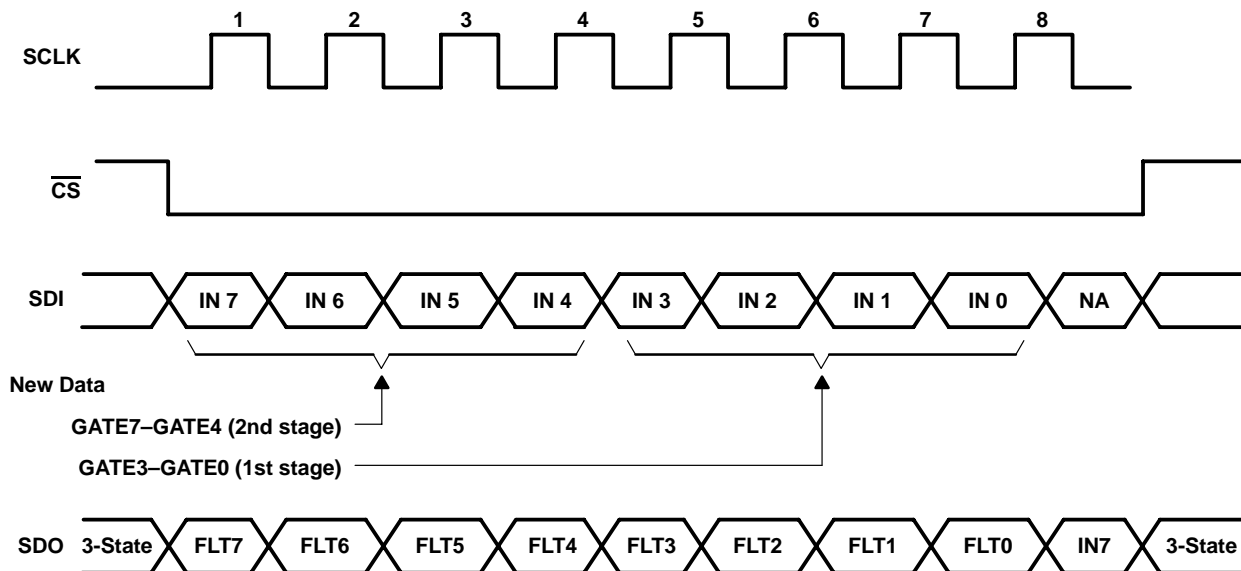 1 2 3 4 5 6 7 8
SCLK
CS
SDI IN 7 IN 6 IN 5 IN 4 IN 3 IN 2 IN 1 IN 0 NA
New Data
GATE7–GATE4 (2nd stage)
GATE3–GATE0 (1st stage)
SDO 3-State FLT7 FLT6 FLT5 FLT4 FLT3 FLT2 FLT1 FLT0 IN7 3-State